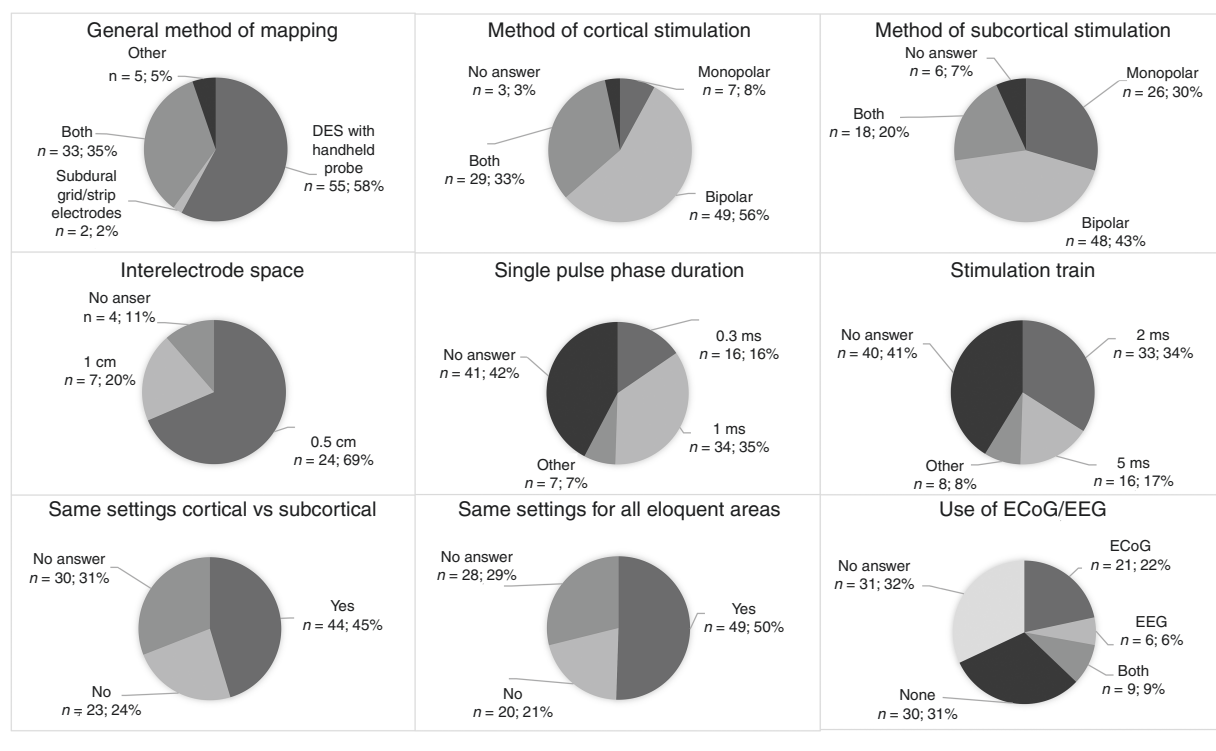 General method of mapping
Other
n = 5; 5%
Both
n = 33; 35%
Subdural
grid/strip
electrodes
n = 2; 2%
DES with
handheld
probe
n = 55; 58%
Method of cortical stimulation
No answer
n = 3; 3%
Monopolar
n = 7; 8%
Both
n = 29; 33%
Bipolar
n = 49; 56%
Method of subcortical stimulation
No answer
n = 6; 7%
Monopolar
n = 26; 30%
Both
n = 18; 20%
Bipolar
n = 48; 43%
Interelectrode space
No anser
n = 4; 11%
1 cm
n = 7; 20%
0.5 cm
n = 24; 69%
Single pulse phase duration
0.3 ms
n = 16; 16%
No answer
n = 41; 42%
1 ms
n = 34; 35%
Other
n = 7; 7%
Stimulation train
No answer
n = 40; 41%
2 ms
n = 33; 34%
Other
n = 8; 8%
5 ms
n = 16; 17%
Same settings cortical vs subcortical
No answer
n = 30; 31%
Yes
n = 44; 45%
No
n = 23; 24%
Same settings for all eloquent areas
No answer
n = 28; 29%
Yes
n = 49; 50%
No
n = 20; 21%
Use of ECoG/EEG
ECoG
n = 21; 22%
No answer
n = 31; 32%
EEG
n = 6; 6%
Both
n = 9; 9%
None
n = 30; 31%